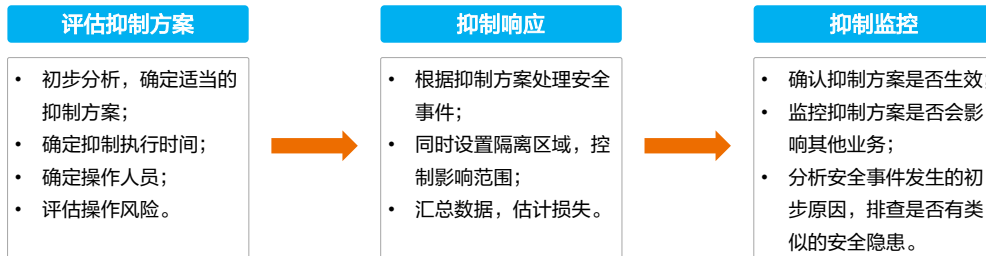 评估抑制方案
• 初步分析，确定适当的
抑制方案；
• 确定抑制执行时间；
• 确定操作人员；
• 评估操作风险。
抑制响应
• 根据抑制方案处理安全
事件；
• 同时设置隔离区域，控
制影响范围；
• 汇总数据，估计损失。
抑制监控
• 确认抑制方案是否生效；
• 监控抑制方案是否会影
响其他业务；
• 分析安全事件发生的初
步原因，排查是否有类
似的安全隐患。